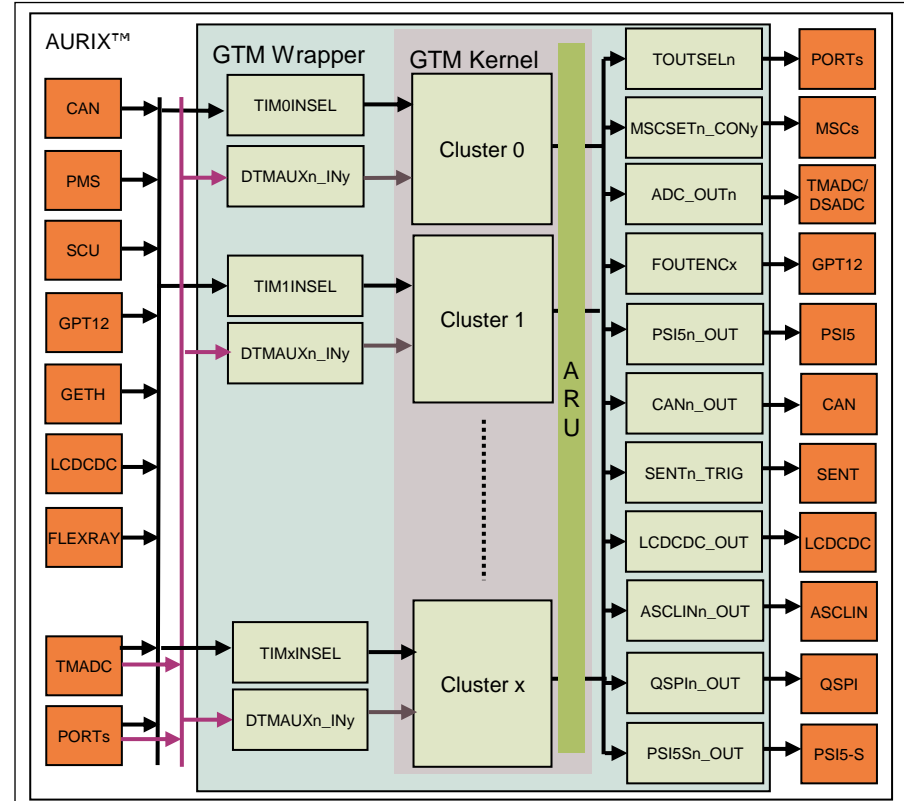 AURIX™
GTM Wrapper
GTM Kernel
CAN
PMS
SCU
GPT12
GETH
LCDCDC
FLEXRAY
TMADC
PORTs
TIM0INSEL
DTMAUXn_INy
TIM1INSEL
DTMAUXn_INy
TIMxINSEL
DTMAUXn_INy
Cluster 0
Cluster 1
Cluster x
A
R
U
TOUTSELn
MSCSETn_CONy
ADC_OUTn
FOUTENCx
PSI5n_OUT
CANn_OUT
SENTn_TRIG
LCDCDC_OUT
ASCLINn_OUT
QSPIn_OUT
PSI5Sn_OUT
PORTs
MSCs
TMADC/
DSADC
GPT12
PSI5
CAN
SENT
LCDCDC
ASCLIN
QSPI
PSI5-S